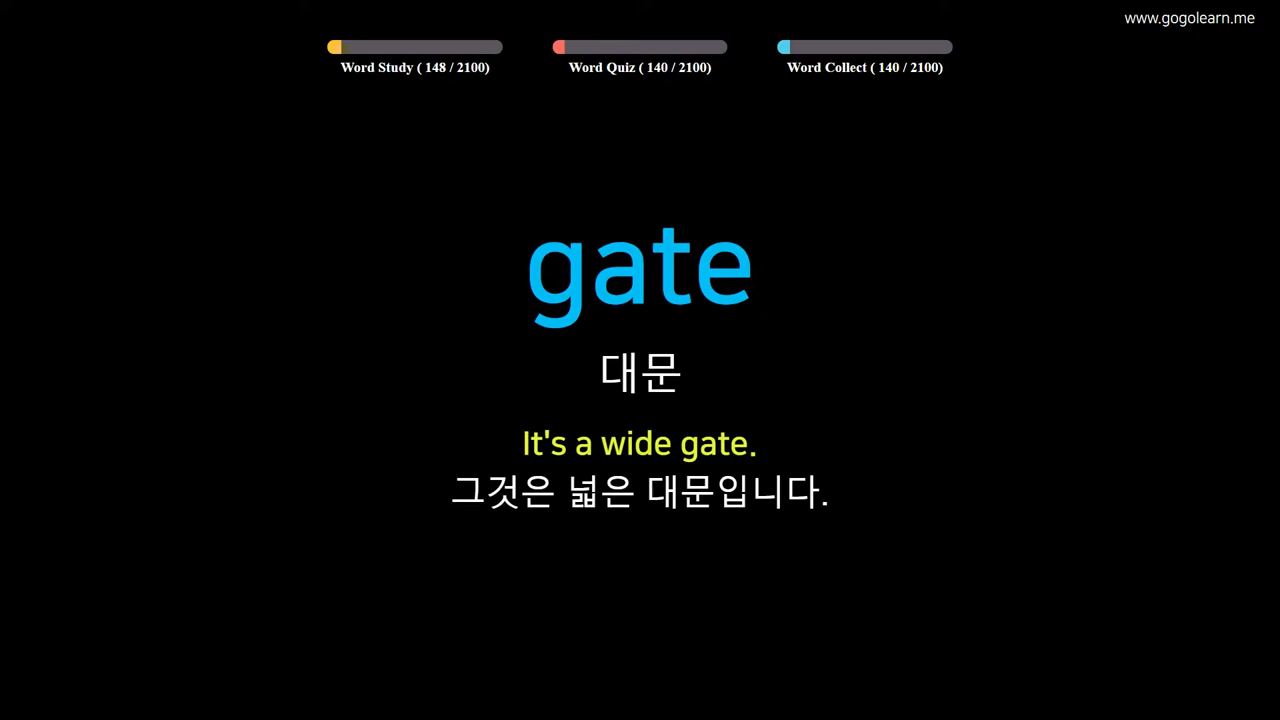 www.gogolearn.me
Word Study ( 148 / 2100)
Word Quiz ( 140 / 2100)
Word Collect ( 140 / 2100)
gate
대문
It's a wide gate.
그것은 넓은 대문입니다.